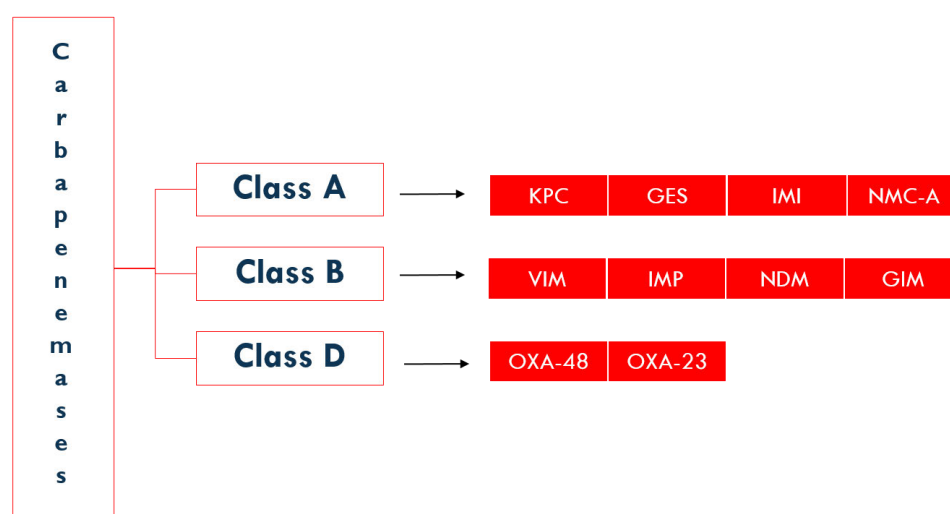 Carbapenemases
Class A
KPC GES IMI NMC-A
Class B
VIM IMP NDM GIM
Class D
OXA-48 OXA-23